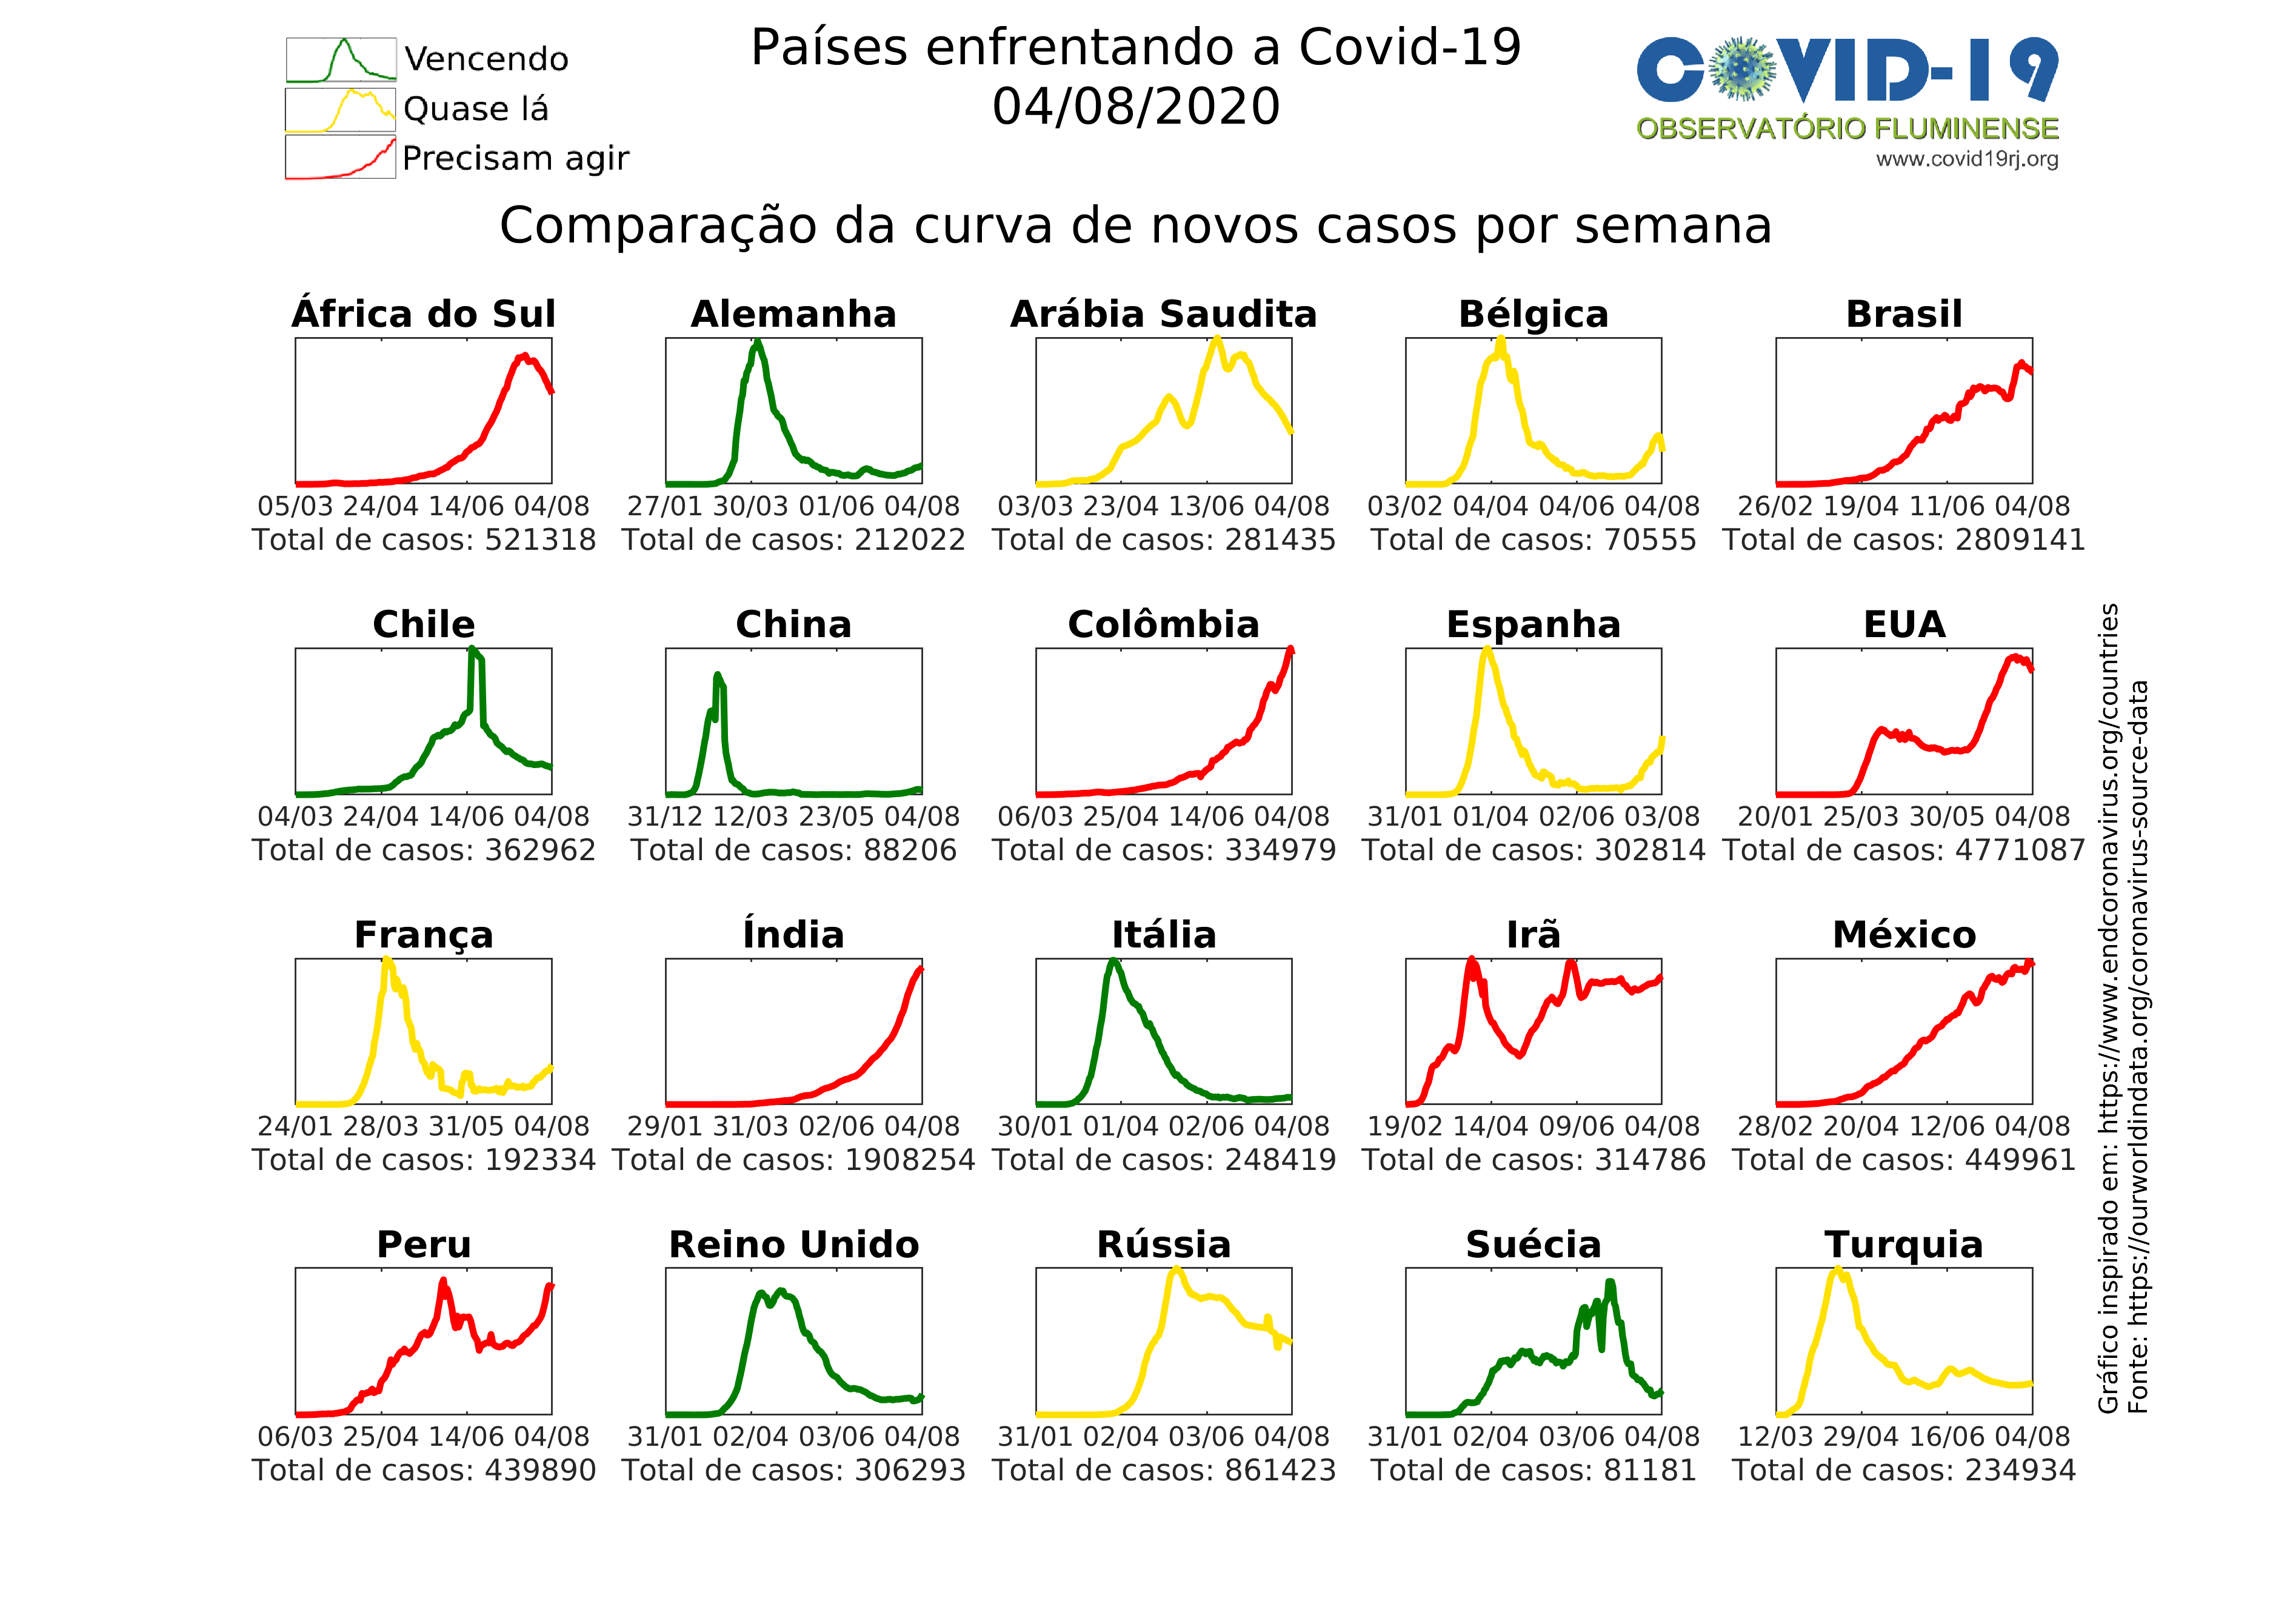 Vencendo
Quase lá
Precisam agir
Países enfrentando a Covid-19
04/08/2020
COVID-19
OBSERVATÓRIO FLUMINENSE
www.covid19rj.org
Comparação da curva de novos casos por semana
África do Sul
05/03 24/04 14/06 04/08
Total de casos: 521318
Alemanha
27/01 30/03 01/06 04/08
Total de casos: 212022
Arábia Saudita
03/03 23/04 13/06 04/08
Total de casos: 281435
Bélgica
03/02 04/04 04/06 04/08
Total de casos: 70555
Brasil
26/02 19/04 11/06 04/08
Total de casos: 2809141
Chile
04/03 24/04 14/06 04/08
Total de casos: 362962
China
31/12 12/03 23/05 04/08
Total de casos: 88206
Colômbia
06/03 25/04 14/06 04/08
Total de casos: 334979
Espanha
31/01 01/04 02/06 03/08
Total de casos: 302814
EUA
20/01 25/03 30/05 04/08
Total de casos: 4771087
França
24/01 28/03 31/05 04/08
Total de casos: 192334
Índia
29/01 31/03 02/06 04/08
Total de casos: 1908254
Itália
30/01 01/04 02/06 04/08
Total de casos: 248419
Irã
19/02 14/04 09/06 04/08
Total de casos: 314786
México
28/02 20/04 12/06 04/08
Total de casos: 449961
Peru
06/03 25/04 14/06 04/08
Total de casos: 439890
Reino Unido
31/01 02/04 03/06 04/08
Total de casos: 306293
Rússia
31/01 02/04 03/06 04/08
Total de casos: 861423
Suécia
31/01 02/04 03/06 04/08
Total de casos: 81181
Turquia
12/03 29/04 16/06 04/08
Total de casos: 234934
Gráfico inspirado em: https://www.endcoronavirus.org/countries
Fonte: https://ourworldindata.org/coronavirus-source-data